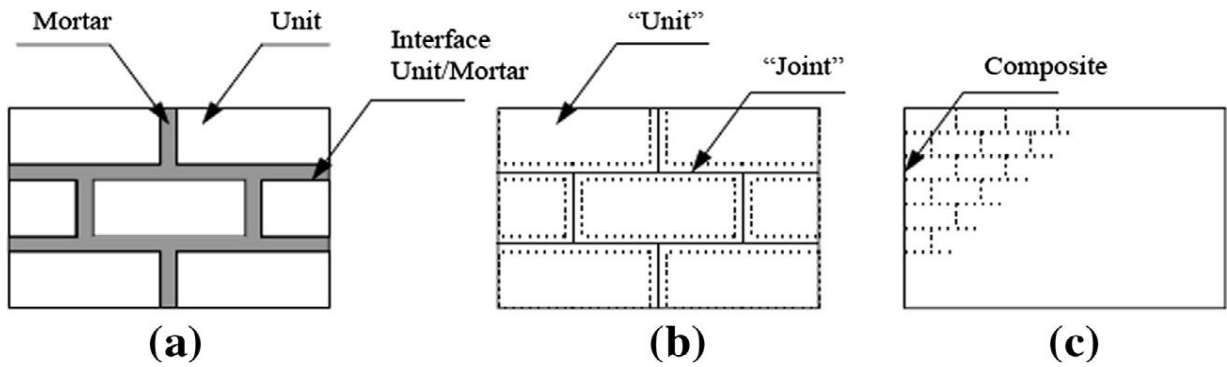 Mortar
Unit
Interface
Unit/Mortar
“Unit”
“Joint”
Composite
(a)
(b)
(c)